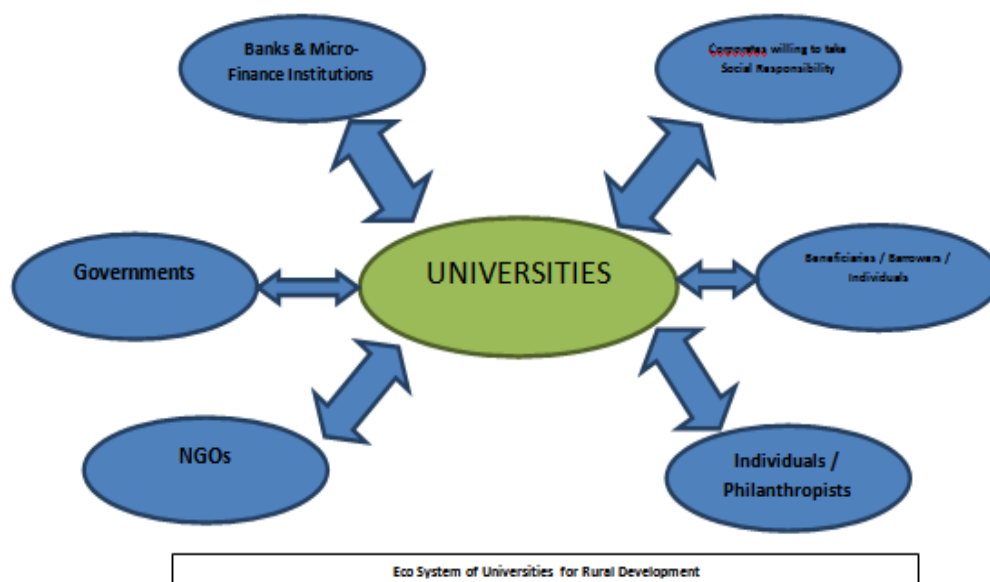 Banks & Micro-
Finance Institutions
Corporates willing to take
Social Responsibility
Governments
UNIVERSITIES
Beneficiaries / Barrowers /
Individuals
NGOs
Individuals /
Philanthropists
Eco System of Universities for Rural Development